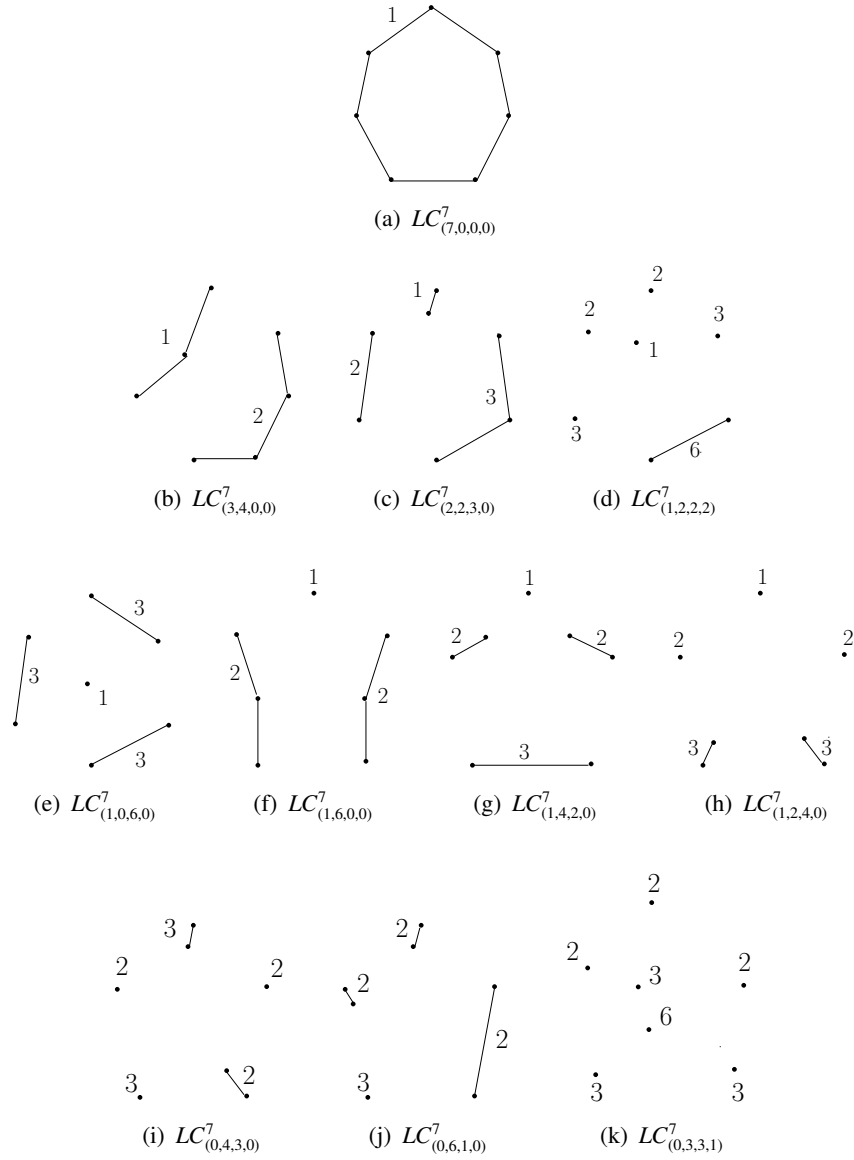 1
(a) LC^7_{(7,0,0,0)}
1 2
2 1 3
2 2 3 1 3 6
(b) LC^7_{(3,4,0,0)} (c) LC^7_{(2,2,3,0)} (d) LC^7_{(1,2,2,2)}
3 3 1 3
1 2 2
1 2 2 3
1 2 2 3 3
(e) LC^7_{(1,0,6,0)} (f) LC^7_{(1,6,0,0)} (g) LC^7_{(1,4,2,0)} (h) LC^7_{(1,2,4,0)}
3 2 2 3 2
2 2 2 3
2 2 3 2 6 3 3
(i) LC^7_{(0,4,3,0)} (j) LC^7_{(0,6,1,0)} (k) LC^7_{(0,3,3,1)}